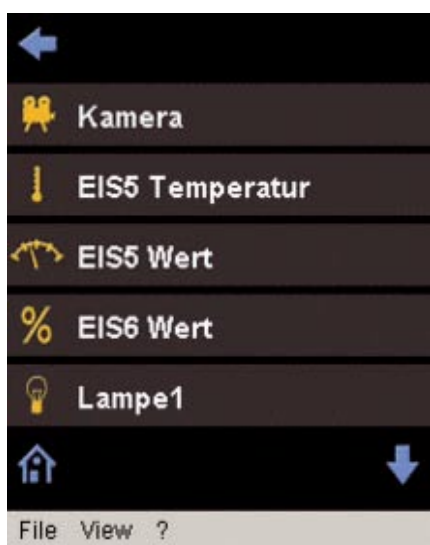 Kamera
EIS5 Temperatur
EIS5 Wert
% EIS6 Wert
Lampe1
File View ?